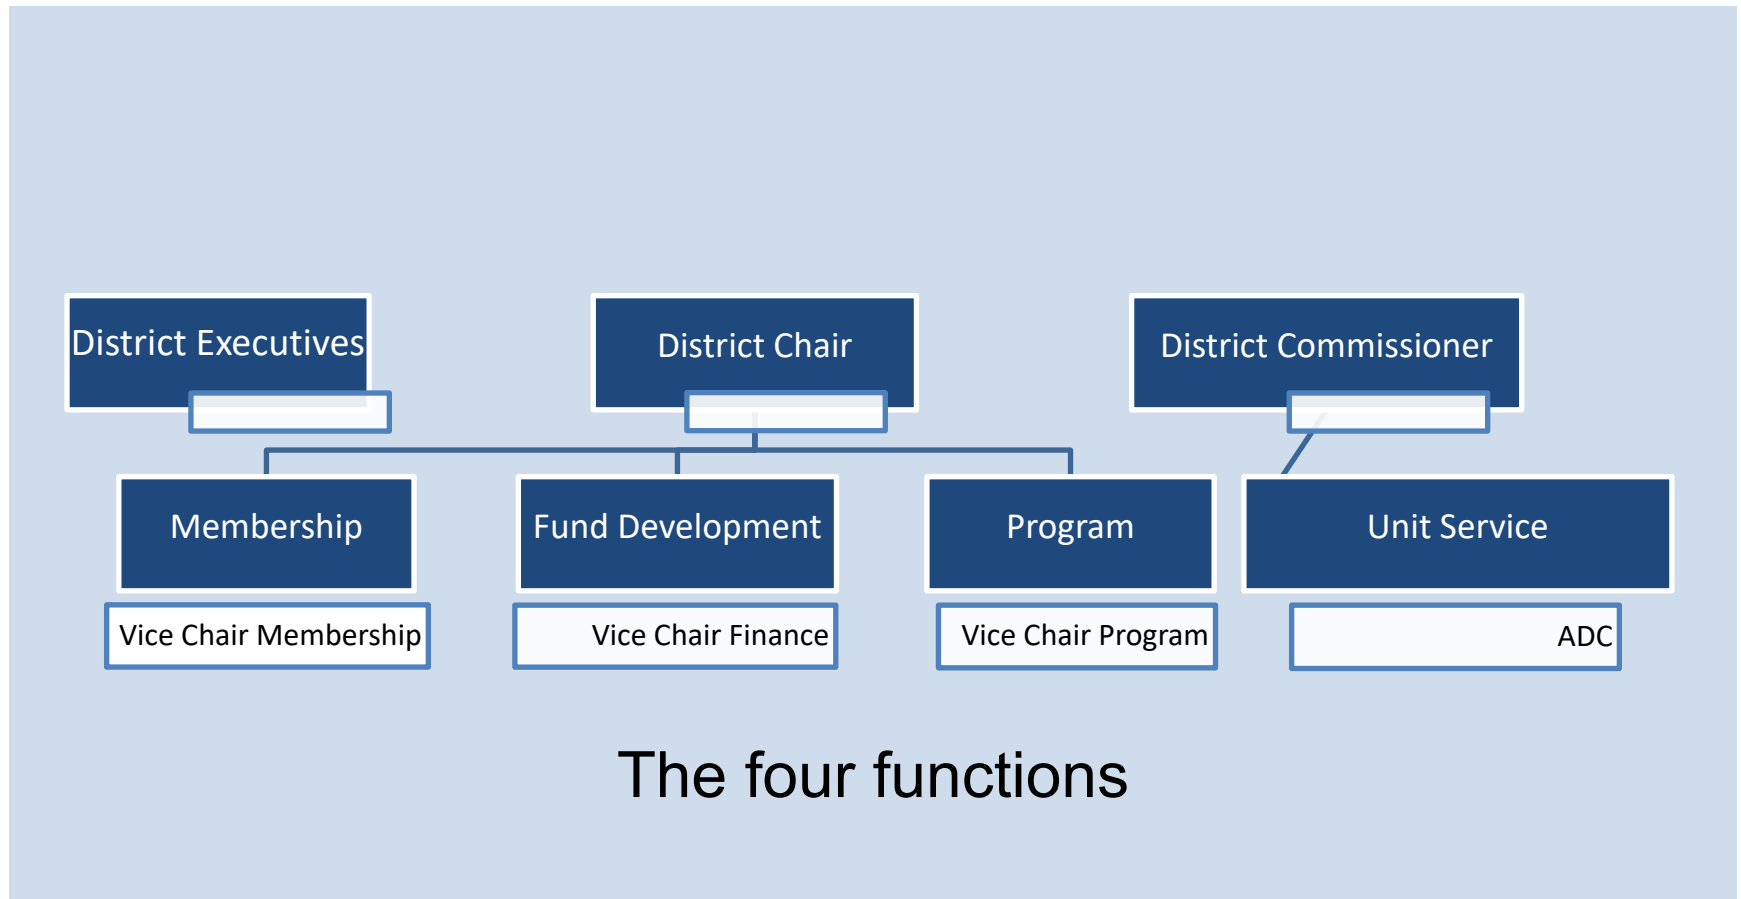 District Executives
District Chair
District Commissioner
Membership
Fund Development
Program
Unit Service
Vice Chair Membership
Vice Chair Finance
Vice Chair Program
ADC
The four functions